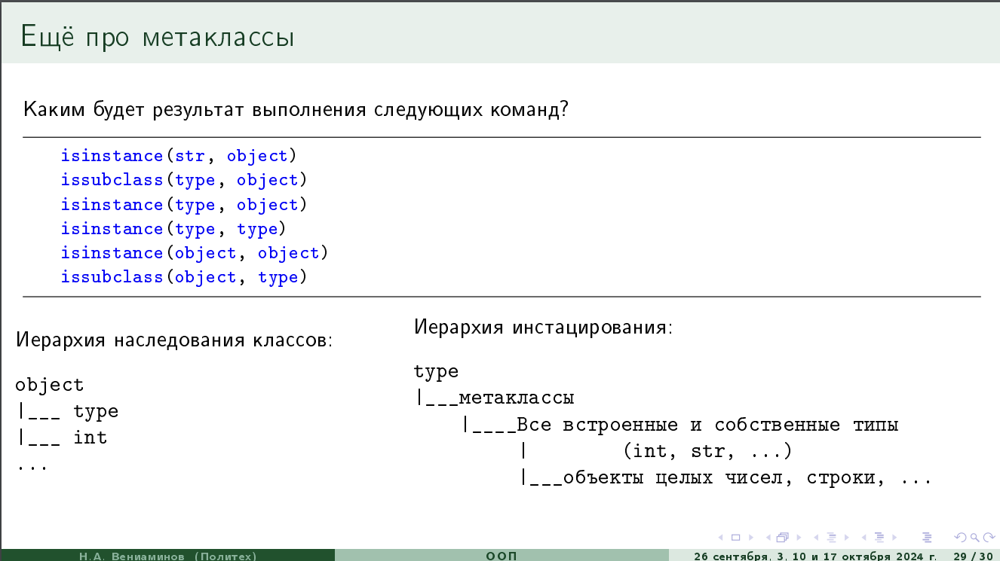 Ещё про метаклассы
Каким будет результат выполнения следующих команд?
isinstance(str, object)
issubclass(type, object)
isinstance(type, object)
isinstance(type, type)
isinstance(object, object)
issubclass(object, type)
Иерархия наследования классов:
object
|___ type
|___ int
...
Иерархия инстацирования:
type
|___метаклассы
|____Все встроенные и собственные типы
| (int, str, ...)
|___объекты целых чисел, строки, ...
Н.А. Вениаминов (Политех)
ООП
26 сентября, 3, 10 и 17 октября 2024 г.
29 / 30